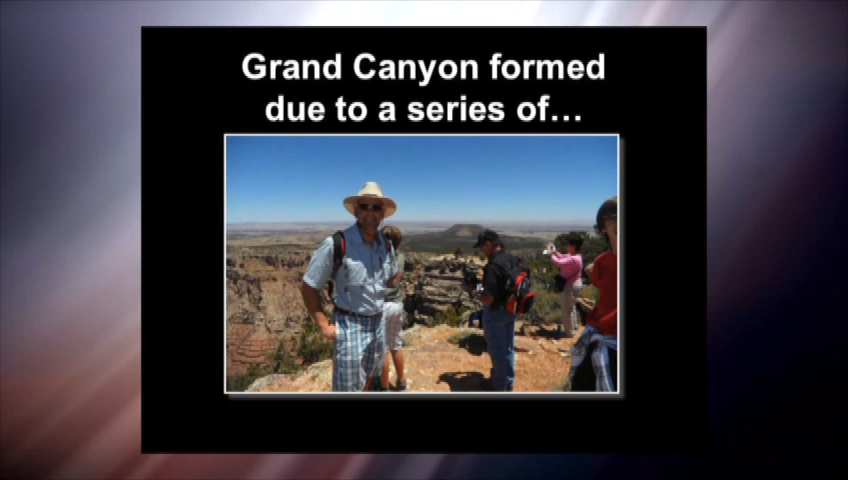 Grand Canyon formed
due to a series of…